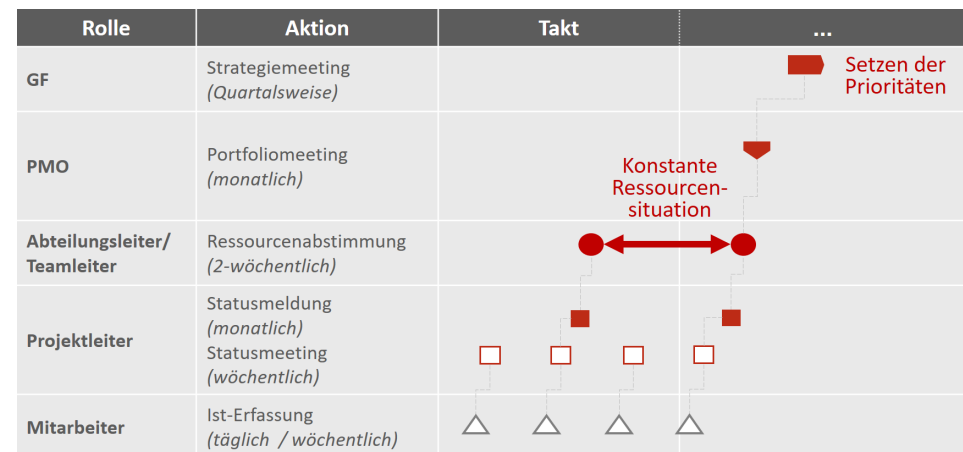 Rolle
Aktion
Takt
...
GF
Strategiemeeting
(Quartalsweise)
Setzen der
Prioritäten
PMO
Portfoliomeeting
(monatlich)
Konstante
Ressourcen-
situation
Abteilungsleiter/
Teamleiter
Ressourcenabstimmung
(2-wöchentlich)
Projektleiter
Statusmeldung
(monatlich)
Statusmeeting
(wöchentlich)
Mitarbeiter
Ist-Erfassung
(täglich / wöchentlich)